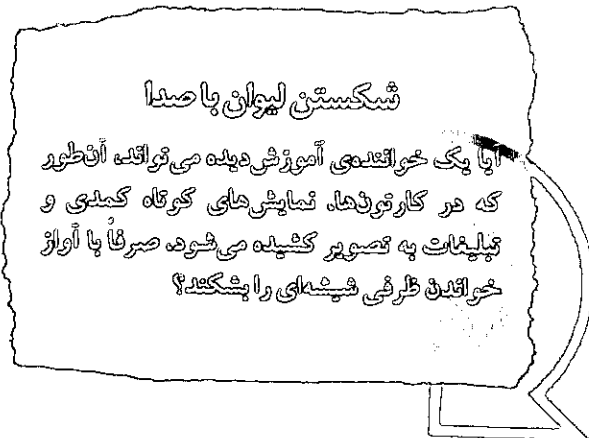 شکستن لیوان با صدا
آیا یک خواننده‌ی آموزش‌دیده می‌تواند، آن‌طور
که در کارتون‌ها، نمایش‌های کوتاه کمدی و
تبلیغات به تصویر کشیده می‌شود، صرفاً با آواز
خواندن ظرفی شیشه‌ای را بشکند؟